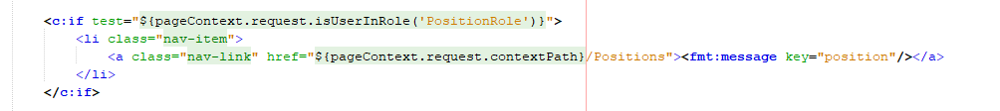 <c:if test="${pageContext.request.isUserInRole('PositionRole')}">
<li class="nav-item">
<a class="nav-link" href="${pageContext.request.contextPath}/Positions"><fmt:message key="position"/></a>
</li>
</c:if>